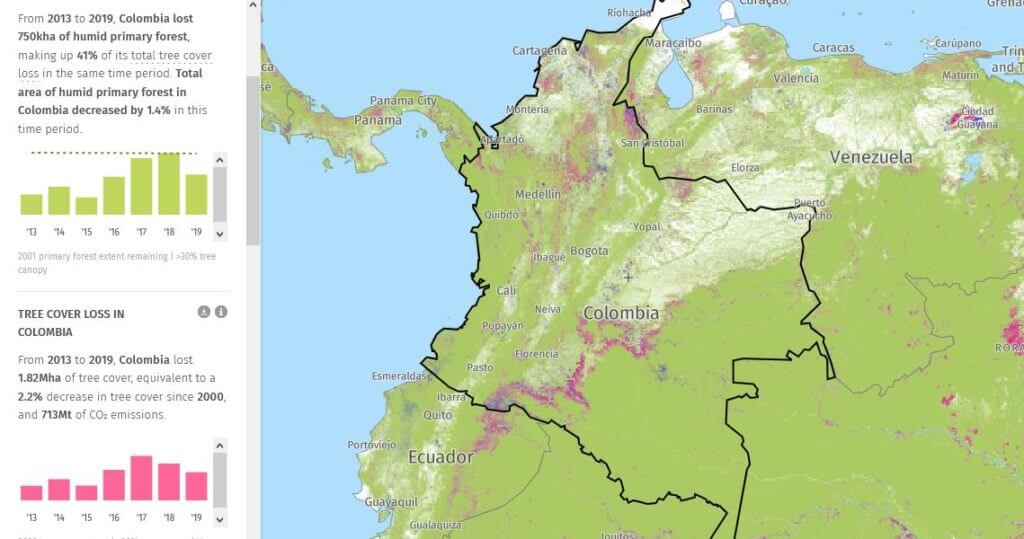 From 2013 to 2019, Colombia lost
750kha of humid primary forest,
making up 41% of its total tree cover
loss in the same time period. Total
area of humid primary forest in
Colombia decreased by 1.4% in this
time period.
'13 '14 '15 '16 '17 '18 '19
2001 primary forest extent remaining | >30% tree
canopy
TREE COVER LOSS IN
COLOMBIA
From 2013 to 2019, Colombia lost
1.82Mha of tree cover, equivalent to a
2.2% decrease in tree cover since 2000,
and 713Mt of CO₂ emissions.
'13 '14 '15 '16 '17 '18 '19
Riohacha
Curaçao
Grena
Cartagena
Maracaibo
Caracas
Carúpano
Trin
and T
ca
sé
Valencia
Maturin
Panama City
Panama
Montería
Barinas
Ciudad
Guayana
Apartadó
San Cristóbal
Elorza
Venezuela
Medellín
Puerto
Ayacucho
Quibdó
Yopal
Ibagué
Bogota
Cali
Neiva
Colombia
Popayán
Florencia
RORA
Pasto
Esmeraldas
Ibarra
Quito
Portoviejo
Ecuador
Guayaquil
Gualaquiza